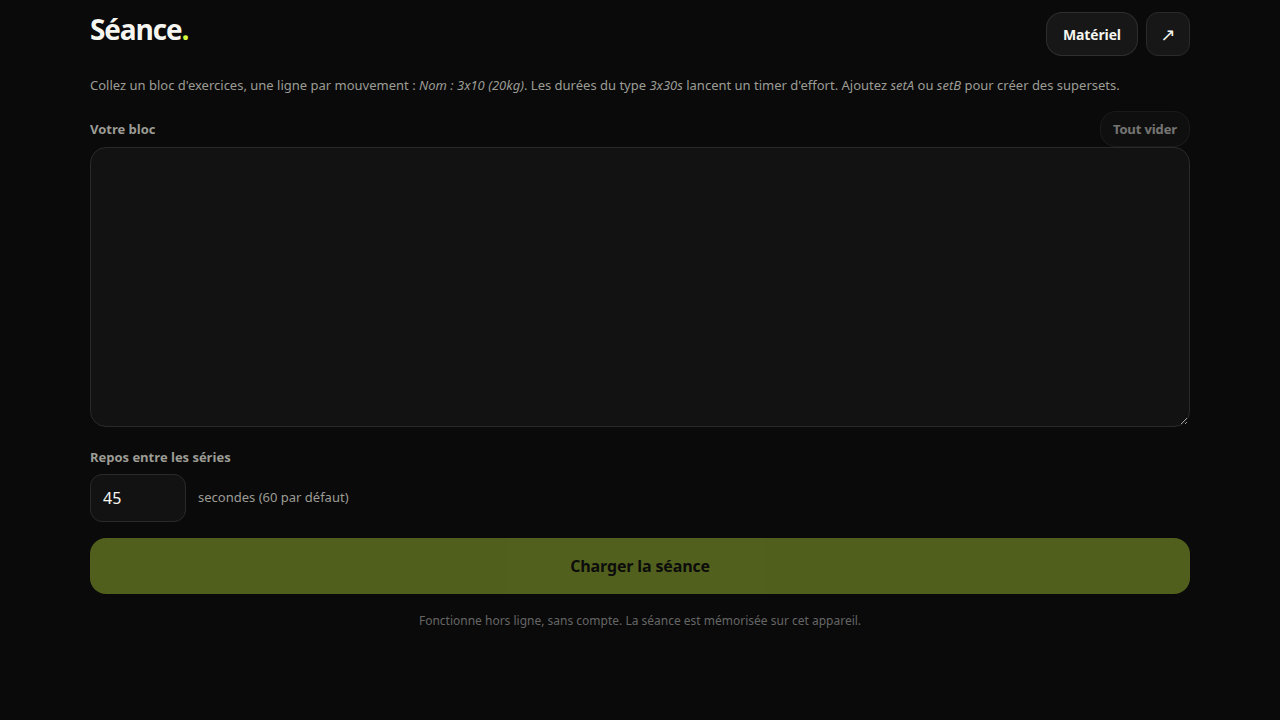 Séance.
Matériel
↗
Collez un bloc d'exercices, une ligne par mouvement : Nom : 3x10 (20kg). Les durées du type 3x30s lancent un timer d'effort. Ajoutez setA ou setB pour créer des supersets.
Votre bloc
Tout vider
Repos entre les séries
45
secondes (60 par défaut)
Charger la séance
Fonctionne hors ligne, sans compte. La séance est mémorisée sur cet appareil.